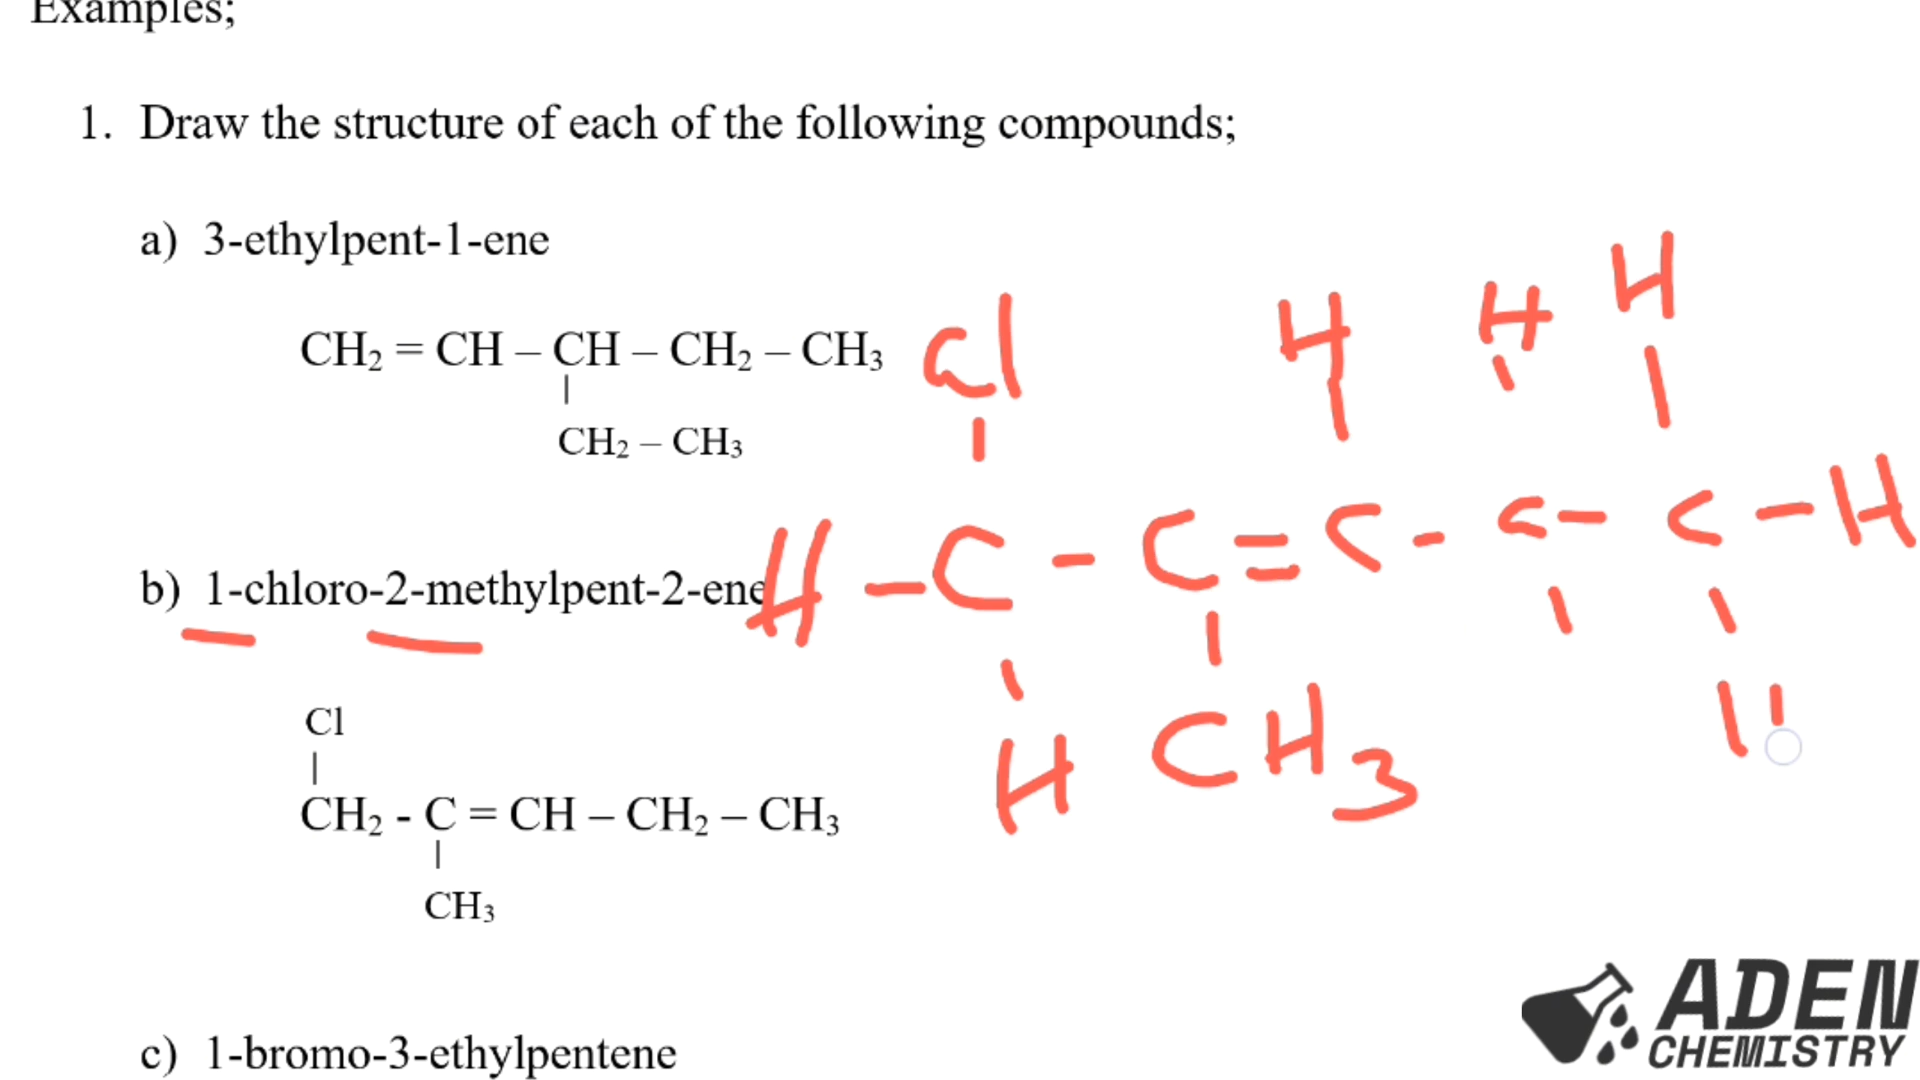 Examples;
1. Draw the structure of each of the following compounds;
a) 3-ethylpent-1-ene
CH₂ = CH – CH – CH₂ – CH₃
|
CH₂ – CH₃
b) 1-chloro-2-methylpent-2-ene
Cl
|
CH₂ - C = CH – CH₂ – CH₃
|
CH₃
Cl H H H
H – C – C = C – C – C – H
H CH₃
c) 1-bromo-3-ethylpentene
ADEN
CHEMISTRY